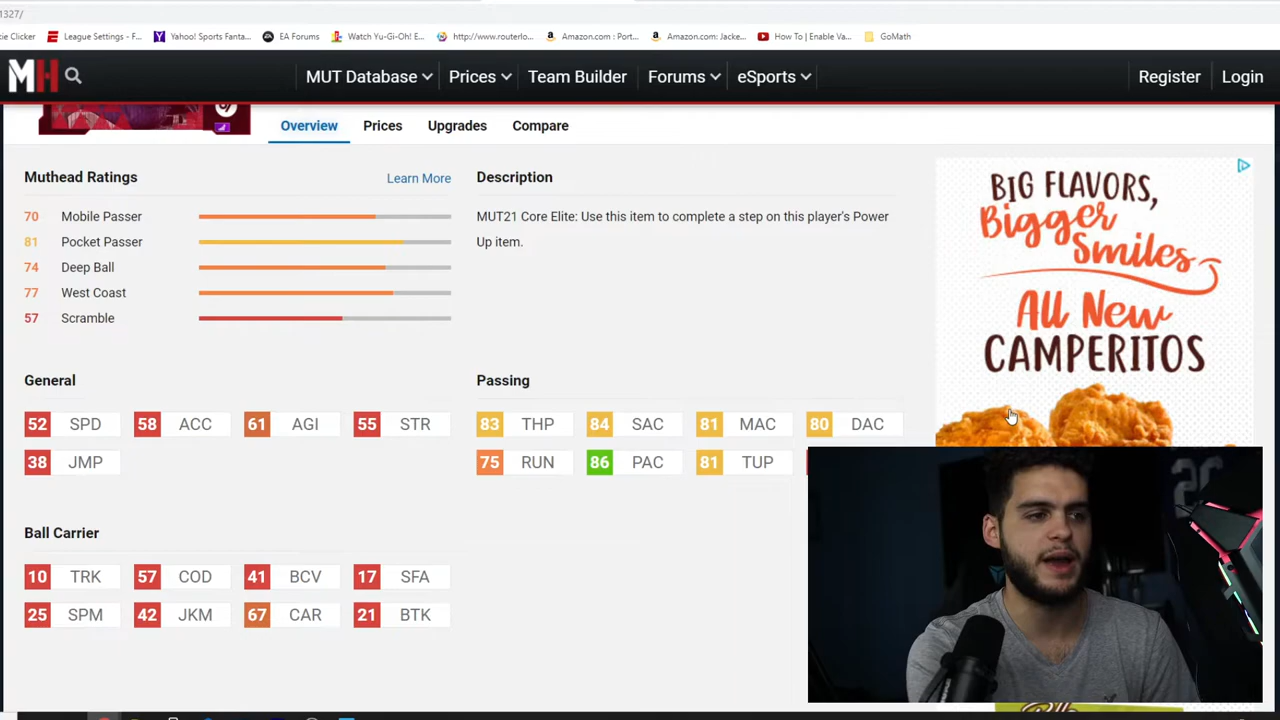 1327/
ie Clicker League Settings - F... Yahoo! Sports Fanta... EA Forums Watch Yu-Gi-Oh! E... http://www.routerlo... Amazon.com : Port... Amazon.com: Jacke... How To | Enable Va... GoMath
MH MUT Database Prices Team Builder Forums eSports Register Login
Overview Prices Upgrades Compare
Muthead Ratings Learn More
70 Mobile Passer
81 Pocket Passer
74 Deep Ball
77 West Coast
57 Scramble
Description
MUT21 Core Elite: Use this item to complete a step on this player's Power
Up item.
BIG FLAVORS,
Bigger
Smiles
All New
CAMPERITOS
General
52 SPD 58 ACC 61 AGI 55 STR
38 JMP
Passing
83 THP 84 SAC 81 MAC 80 DAC
75 RUN 86 PAC 81 TUP
Ball Carrier
10 TRK 57 COD 41 BCV 17 SFA
25 SPM 42 JKM 67 CAR 21 BTK